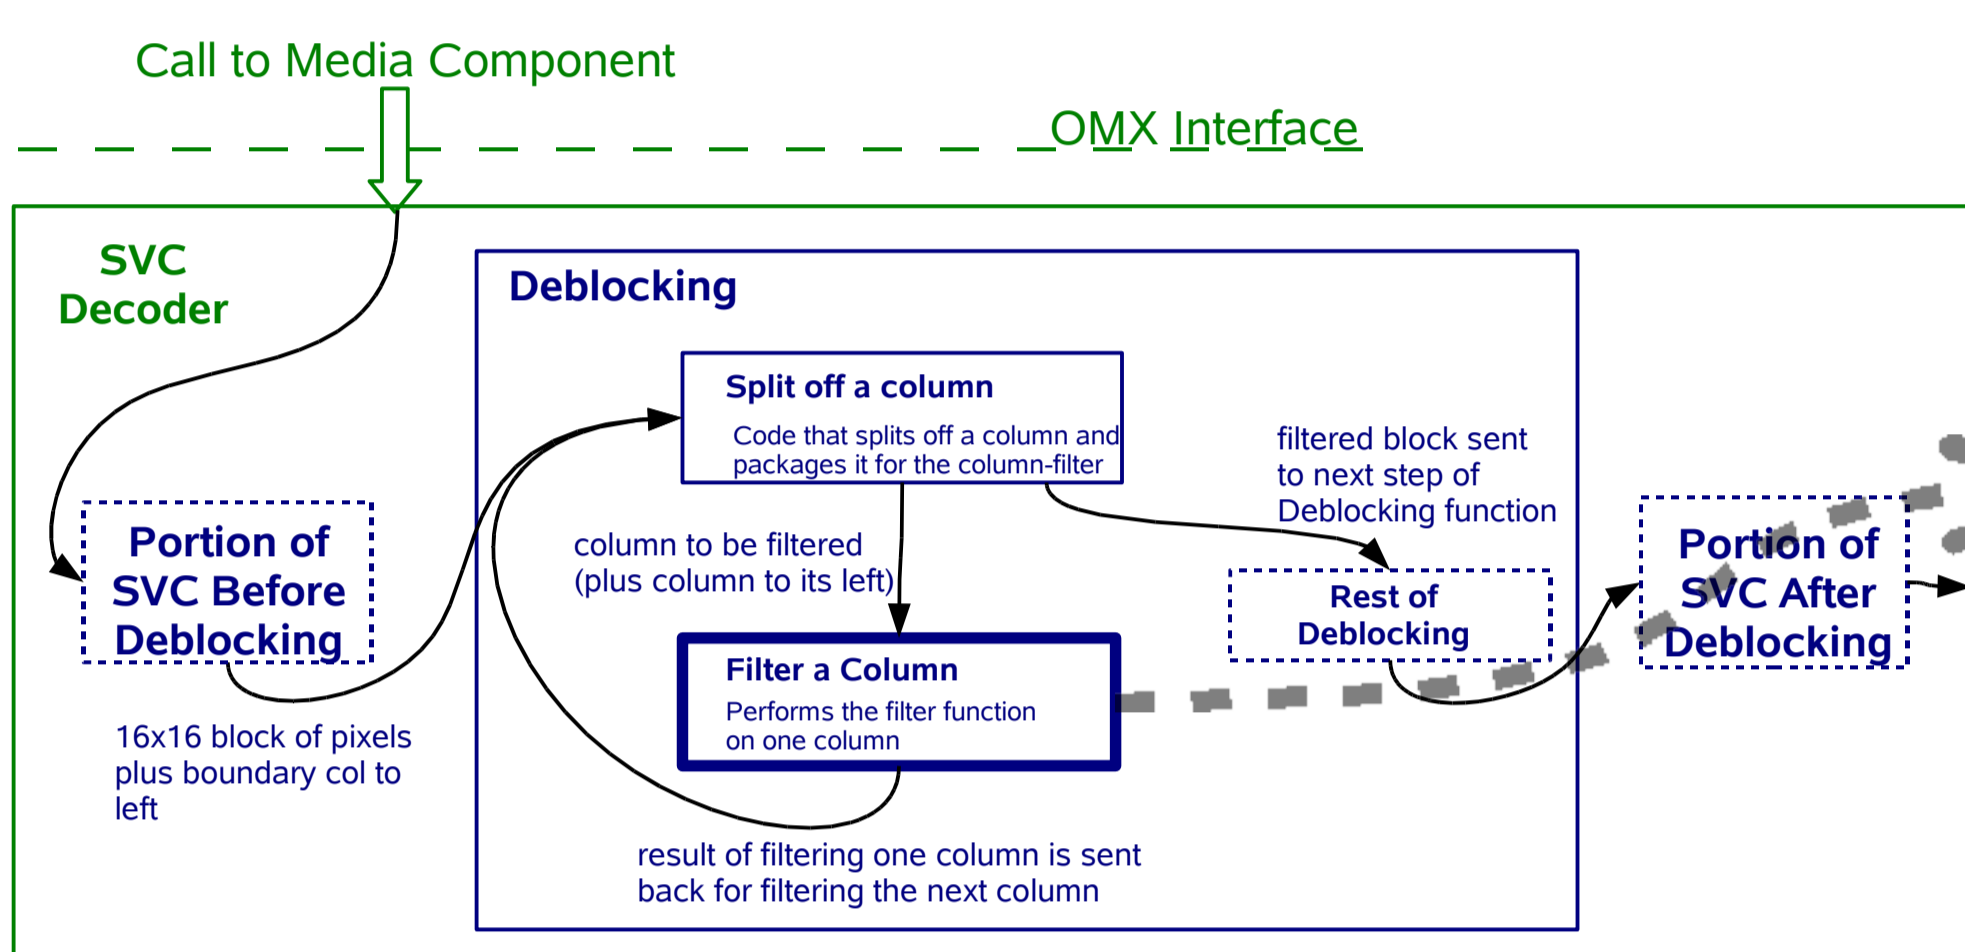 Call to Media Component
OMX Interface
SVC
Decoder
Deblocking
Split off a column
Code that splits off a column and
packages it for the column-filter
filtered block sent
to next step of
Deblocking function
Portion of
SVC Before
Deblocking
column to be filtered
(plus column to its left)
Rest of
Deblocking
Portion of
SVC After
Deblocking
Filter a Column
Performs the filter function
on one column
16x16 block of pixels
plus boundary col to
left
result of filtering one column is sent
back for filtering the next column